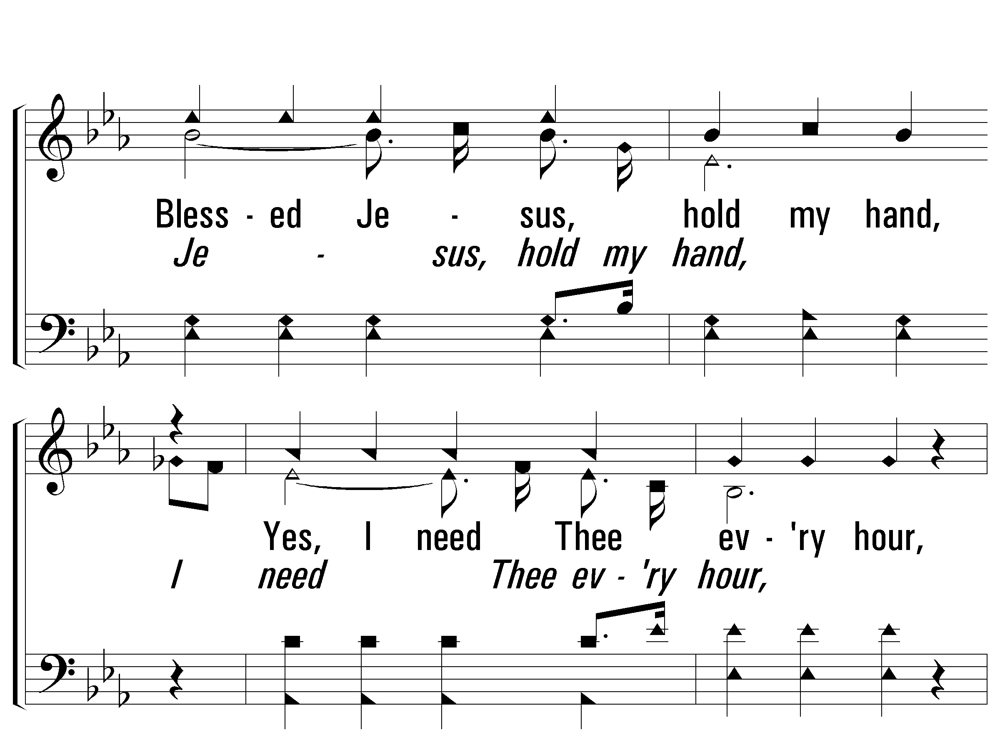 Bless - ed Je - sus, hold my hand,
Je - sus, hold my hand,
Yes, I need Thee ev - 'ry hour,
I need Thee ev - 'ry hour,